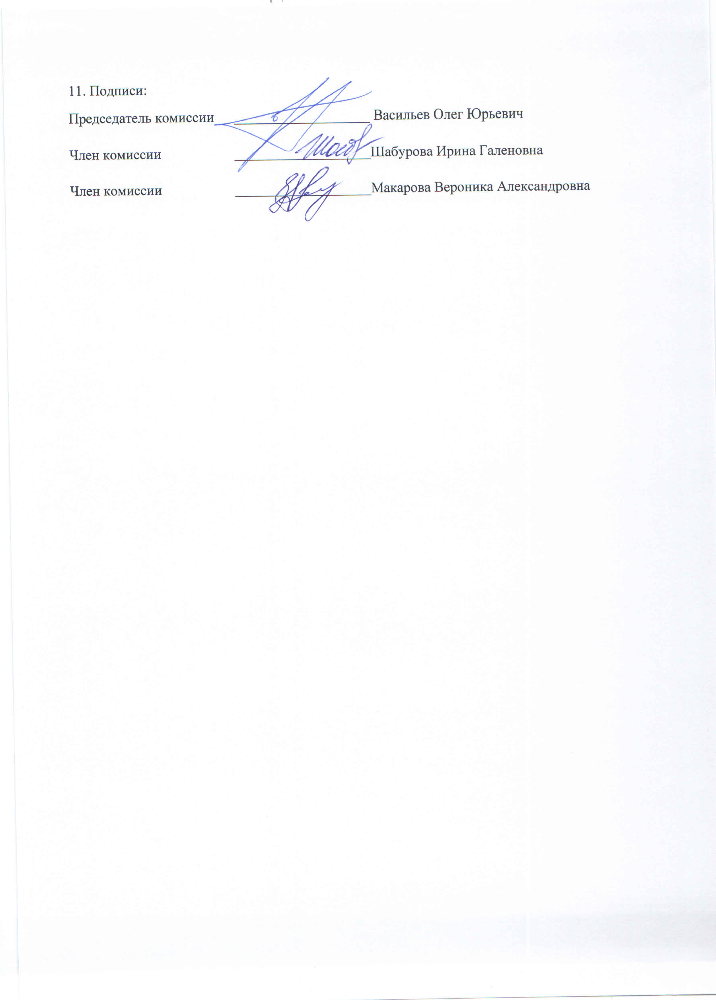 11. Подписи:
Председатель комиссии ____________________ Васильев Олег Юрьевич
Член комиссии ____________________Шабурова Ирина Галеновна
Член комиссии ____________________Макарова Вероника Александровна